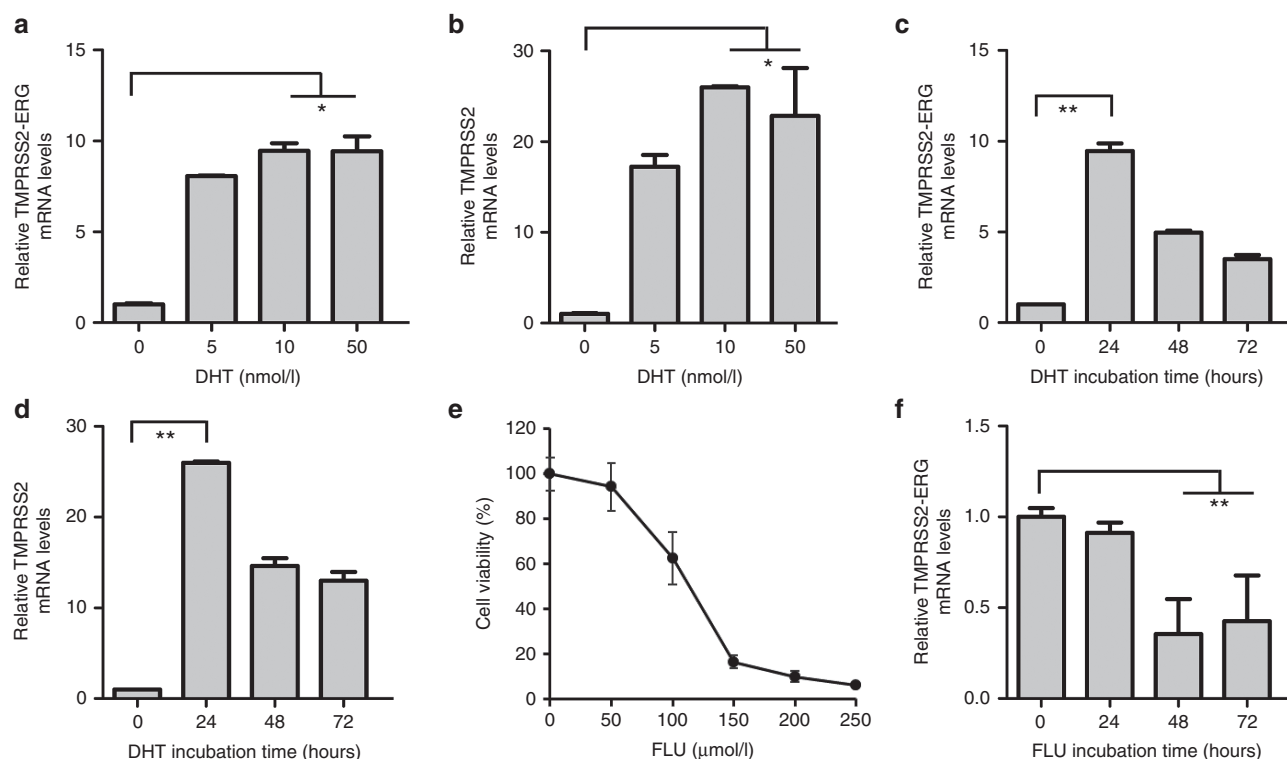 a
Relative TMPRSS2-ERG
mRNA levels
15
10
5
0
*
0 5 10 50
DHT (nmol/l)
b
Relative TMPRSS2
mRNA levels
30
20
10
0
*
0 5 10 50
DHT (nmol/l)
c
Relative TMPRSS2-ERG
mRNA levels
15
10
5
0
**
0 24 48 72
DHT incubation time (hours)
d
Relative TMPRSS2
mRNA levels
30
20
10
0
**
0 24 48 72
DHT incubation time (hours)
e
Cell viability (%)
120
100
80
60
40
20
0
0 50 100 150 200 250
FLU (μmol/l)
f
Relative TMPRSS2-ERG
mRNA levels
1.5
1.0
0.5
0.0
**
0 24 48 72
FLU incubation time (hours)